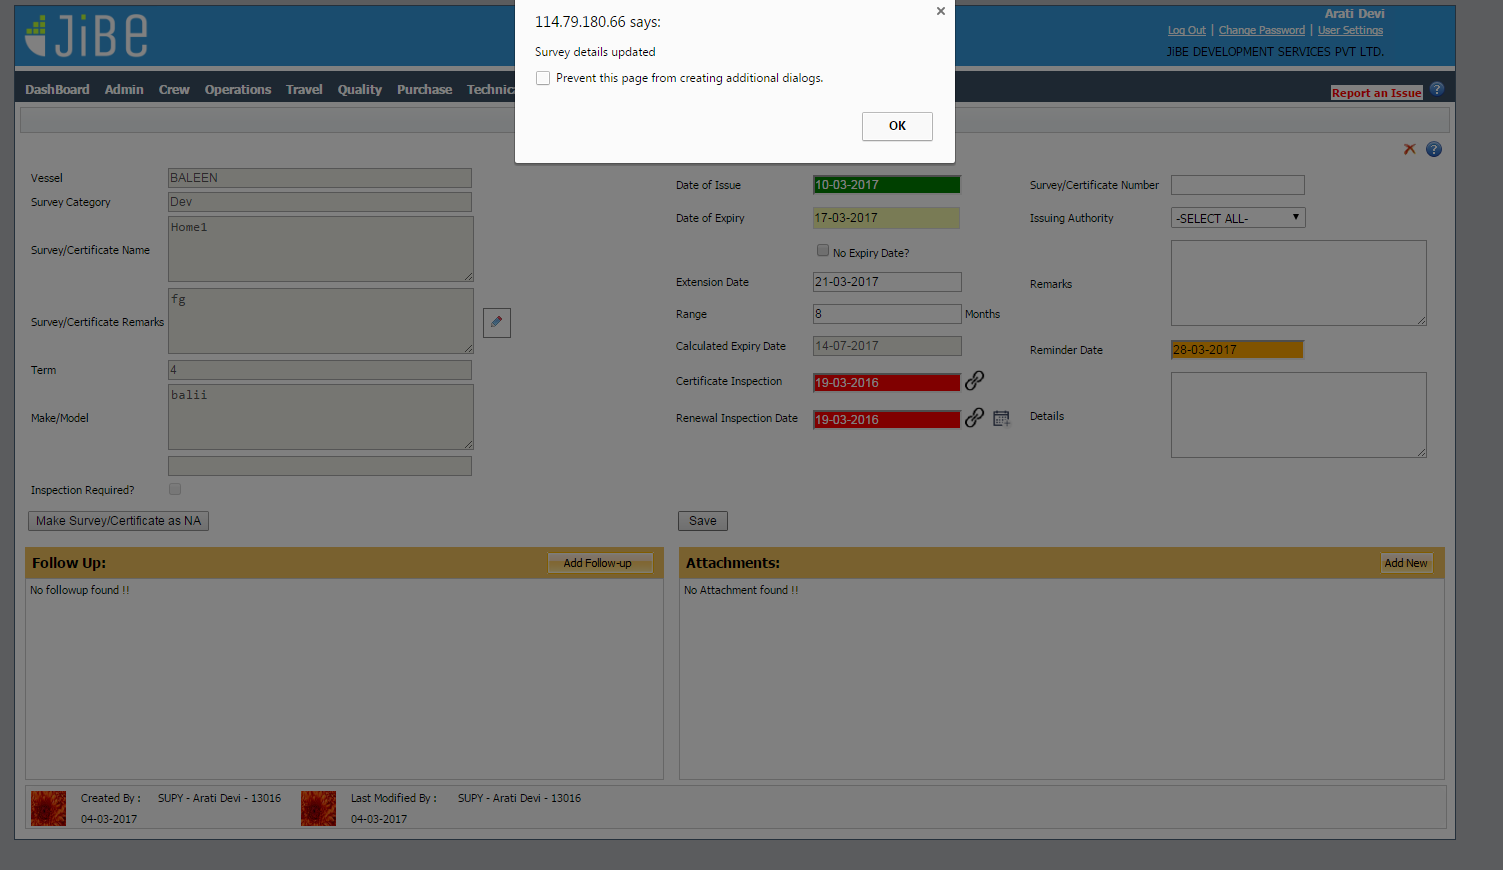 JiBE
114.79.180.66 says:
Survey details updated
Prevent this page from creating additional dialogs.
OK
Arati Devi
Log Out | Change Password | User Settings
JiBE DEVELOPMENT SERVICES PVT LTD.
DashBoard Admin Crew Operations Travel Quality Purchase
Report an Issue
Vessel BALEEN
Survey Category Dev
Survey/Certificate Name Home1
Survey/Certificate Remarks fg
Term 4
Make/Model balii
Inspection Required?
Make Survey/Certificate as NA
Date of Issue 10-03-2017
Date of Expiry 17-03-2017
No Expiry Date?
Extension Date 21-03-2017
Range 8 Months
Calculated Expiry Date 14-07-2017
Certificate Inspection 19-03-2016
Renewal Inspection Date 19-03-2016
Save
Survey/Certificate Number
Issuing Authority -SELECT ALL-
Remarks
Reminder Date 28-03-2017
Details
Follow Up: Add Follow-up
No followup found !!
Attachments: Add New
No Attachment found !!
Created By : SUPY - Arati Devi - 13016
04-03-2017
Last Modified By : SUPY - Arati Devi - 13016
04-03-2017